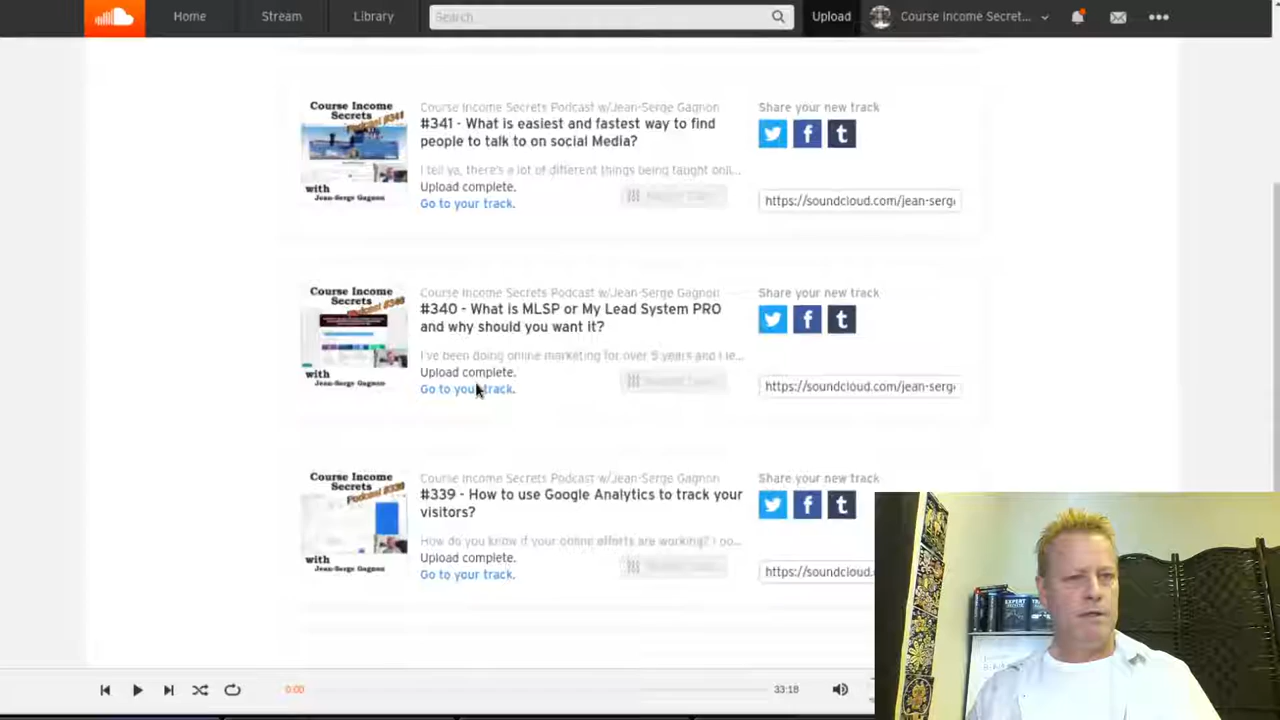 Home
Stream
Library
Search
Upload
Course Income Secret...
Course Income
Secrets
Podcast #341
with
Jean-Serge Gagnon
Course Income Secrets Podcast w/Jean-Serge Gagnon
#341 - What is easiest and fastest way to find
people to talk to on social Media?
I tell ya, there's a lot of different things being taught onli...
Upload complete.
Go to your track.
Share your new track
https://soundcloud.com/jean-serg
Course Income
Secrets
Podcast #340
with
Jean-Serge Gagnon
Course Income Secrets Podcast w/Jean-Serge Gagnon
#340 - What is MLSP or My Lead System PRO
and why should you want it?
I've been doing online marketing for over 5 years and I le...
Upload complete.
Go to your track.
Share your new track
https://soundcloud.com/jean-serg
Course Income
Secrets
Podcast #339
with
Jean-Serge Gagnon
Course Income Secrets Podcast w/Jean-Serge Gagnon
#339 - How to use Google Analytics to track your
visitors?
How do you know if your online efforts are working? I oo...
Upload complete.
Go to your track.
Share your new track
https://soundcloud.
EXPERT
SECRETS
0:00
33:18